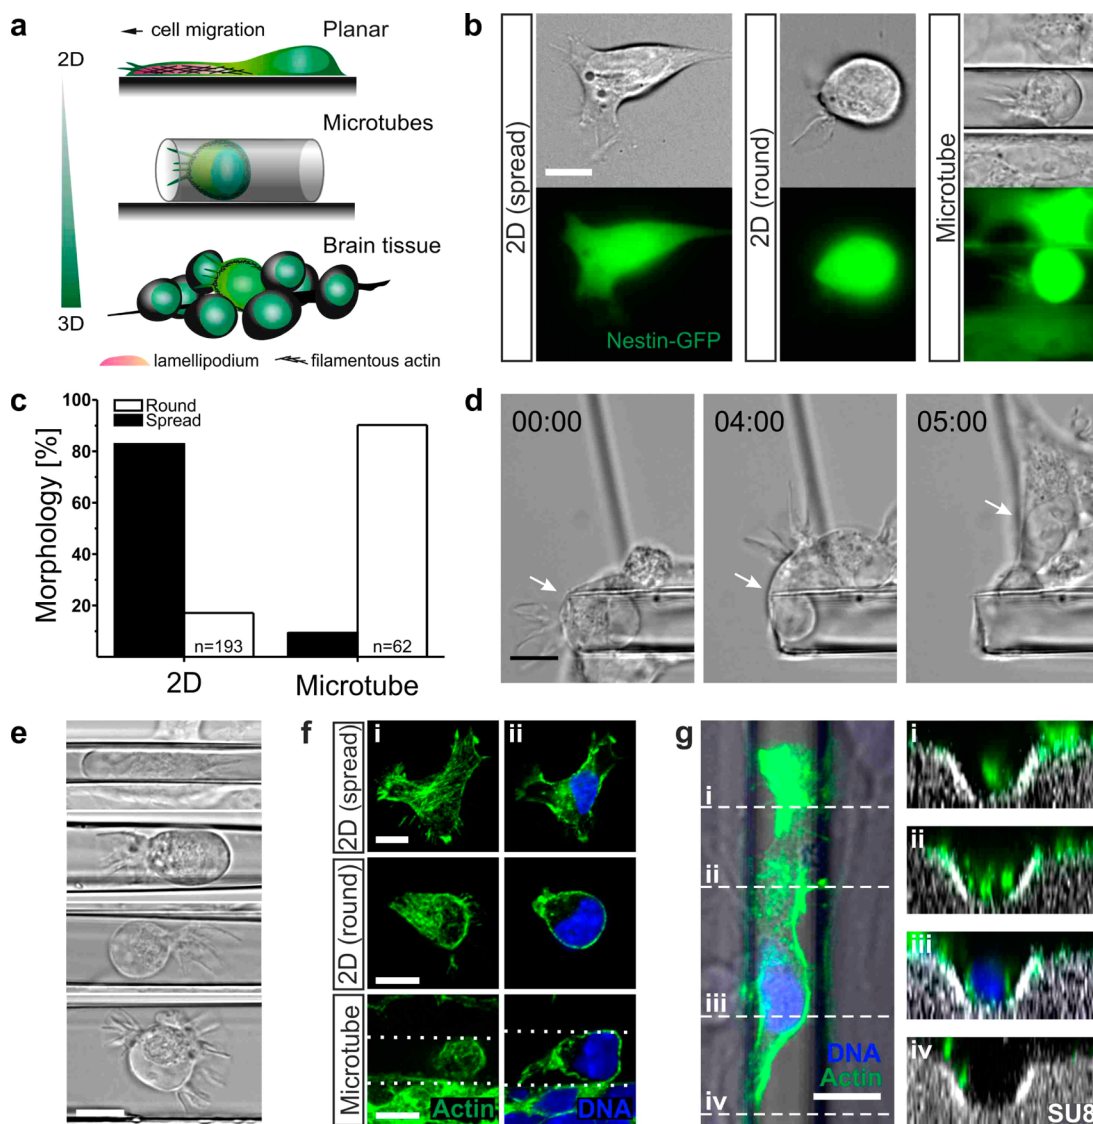 a
cell migration
Planar
2D
Microtubes
Brain tissue
3D
lamellipodium
filamentous actin
b
2D (spread)
Nestin-GFP
2D (round)
Microtube
c
Morphology [%]
100
80
60
40
20
Round
Spread
n=193
n=62
2D
Microtube
d
00:00
04:00
05:00
e
f
i
ii
2D (spread)
2D (round)
Microtube
Actin
DNA
g
i
ii
iii
iv
DNA
Actin
i
ii
iii
iv
SU8